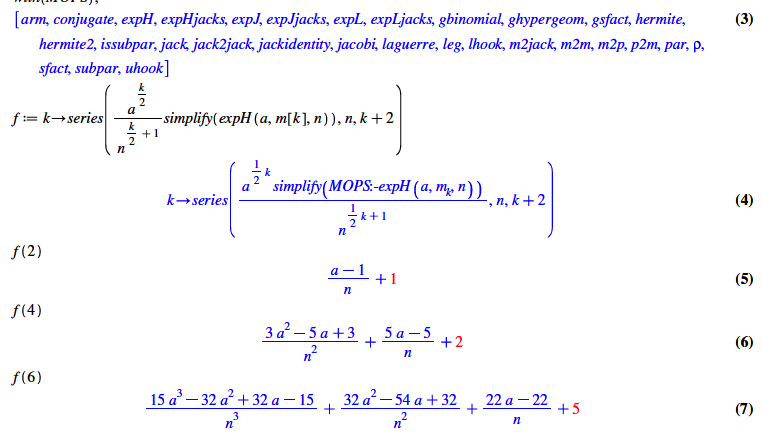 with(MOPS);
[arm, conjugate, expH, expHjacks, expJ, expJjacks, expL, expLjacks, gbinomial, ghypergeom, gsfact, hermite, (3)
hermite2, issubpar, jack, jack2jack, jackidentity, jacobi, laguerre, leg, lhook, m2jack, m2m, m2p, p2m, par, ρ,
sfact, subpar, uhook]
f := k→series(a^(k/2)/n^(k/2 + 1) simplify(expH(a, m[k], n)), n, k + 2)
k→series(a^(1/2 k) simplify(MOPS:-expH(a, m_k, n))/n^(1/2 k + 1), n, k + 2) (4)
f(2)
(a − 1)/n + 1 (5)
f(4)
(3 a^2 − 5 a + 3)/n^2 + (5 a − 5)/n + 2 (6)
f(6)
(15 a^3 − 32 a^2 + 32 a − 15)/n^3 + (32 a^2 − 54 a + 32)/n^2 + (22 a − 22)/n + 5 (7)